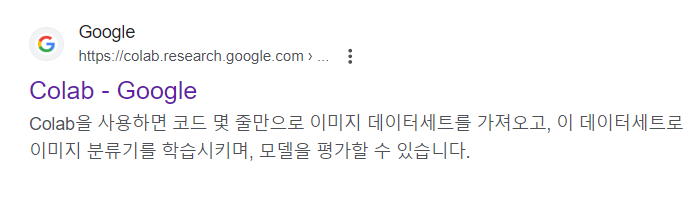 Google
https://colab.research.google.com › ...
Colab - Google
Colab을 사용하면 코드 몇 줄만으로 이미지 데이터세트를 가져오고, 이 데이터세트로
이미지 분류기를 학습시키며, 모델을 평가할 수 있습니다.